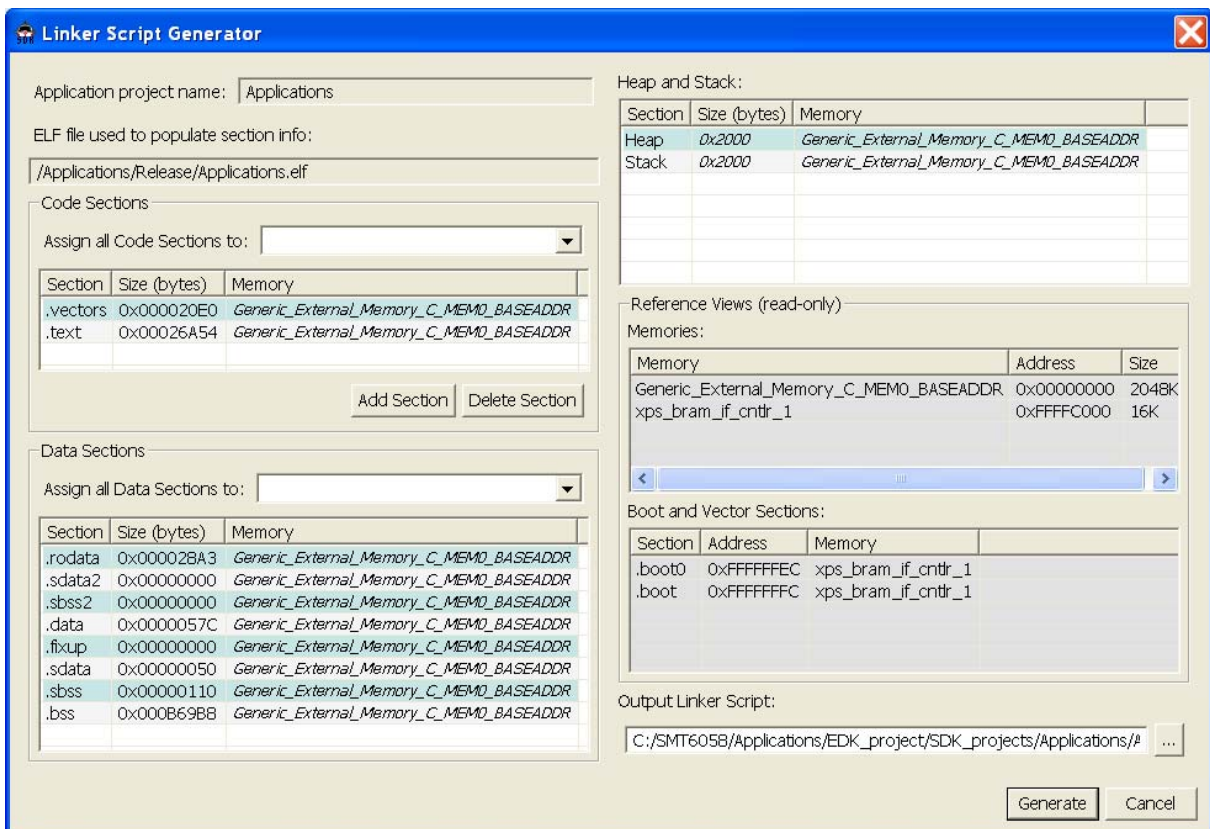 Linker Script Generator
Application project name: Applications
ELF file used to populate section info:
/Applications/Release/Applications.elf
Code Sections
Assign all Code Sections to:
Section Size (bytes) Memory
.vectors 0x000020E0 Generic_External_Memory_C_MEM0_BASEADDR
.text 0x00026A54 Generic_External_Memory_C_MEM0_BASEADDR
Add Section Delete Section
Data Sections
Assign all Data Sections to:
Section Size (bytes) Memory
.rodata 0x000028A3 Generic_External_Memory_C_MEM0_BASEADDR
.sdata2 0x00000000 Generic_External_Memory_C_MEM0_BASEADDR
.sbss2 0x00000000 Generic_External_Memory_C_MEM0_BASEADDR
.data 0x0000057C Generic_External_Memory_C_MEM0_BASEADDR
.fixup 0x00000000 Generic_External_Memory_C_MEM0_BASEADDR
.sdata 0x00000050 Generic_External_Memory_C_MEM0_BASEADDR
.sbss 0x00000110 Generic_External_Memory_C_MEM0_BASEADDR
.bss 0x000B69B8 Generic_External_Memory_C_MEM0_BASEADDR
Heap and Stack:
Section Size (bytes) Memory
Heap 0x2000 Generic_External_Memory_C_MEM0_BASEADDR
Stack 0x2000 Generic_External_Memory_C_MEM0_BASEADDR
Reference Views (read-only)
Memories:
Memory Address Size
Generic_External_Memory_C_MEM0_BASEADDR 0x00000000 2048K
xps_bram_if_cntlr_1 0xFFFFC000 16K
Boot and Vector Sections:
Section Address Memory
.boot0 0xFFFFFFEC xps_bram_if_cntlr_1
.boot 0xFFFFFFFC xps_bram_if_cntlr_1
Output Linker Script:
C:/SMT6058/Applications/EDK_project/SDK_projects/Applications/A ...
Generate Cancel